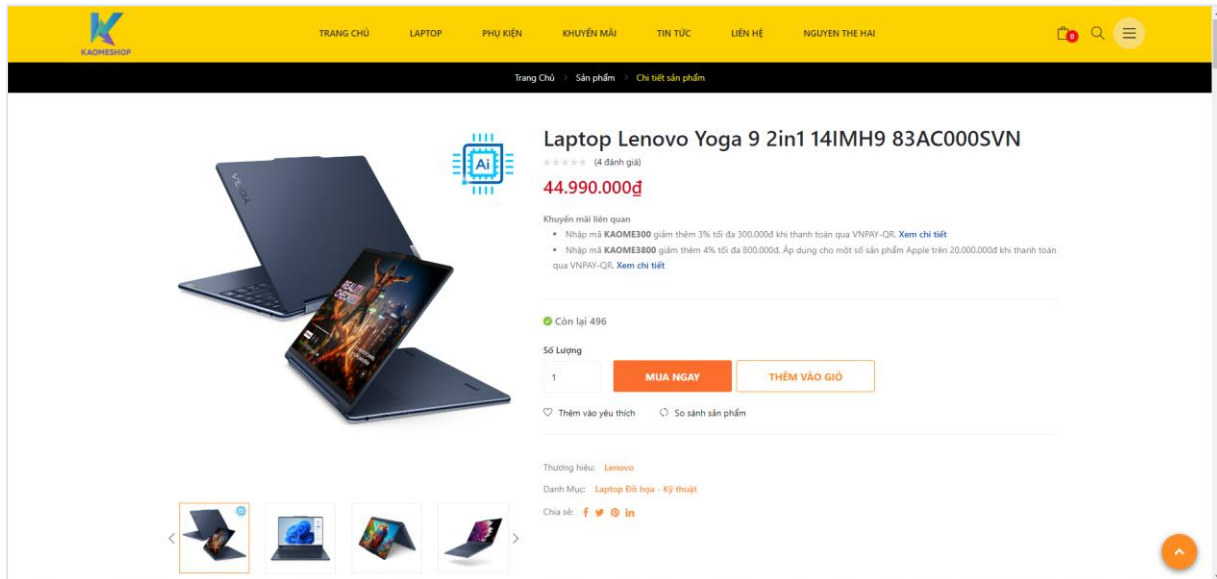 KAOMESHOP
TRANG CHỦ LAPTOP PHỤ KIỆN KHUYẾN MÃI TIN TỨC LIÊN HỆ NGUYEN THE HAI
0
Trang Chủ > Sản phẩm > Chi tiết sản phẩm
Ai
Laptop Lenovo Yoga 9 2in1 14IMH9 83AC000SVN
(4 đánh giá)
44.990.000₫
Khuyến mãi liên quan
• Nhập mã KAOME300 giảm thêm 3% tối đa 300.000đ khi thanh toán qua VNPAY-QR. Xem chi tiết
• Nhập mã KAOME3800 giảm thêm 4% tối đa 800.000đ. Áp dụng cho một số sản phẩm Apple trên 20.000.000đ khi thanh toán
qua VNPAY-QR. Xem chi tiết
YOGA
REALITY
CHECKED
Còn lại 496
Số Lượng
1 MUA NGAY THÊM VÀO GIỎ
Thêm vào yêu thích So sánh sản phẩm
Thương hiệu: Lenovo
Danh Mục: Laptop Đồ họa - Kỹ thuật
Chia sẻ: